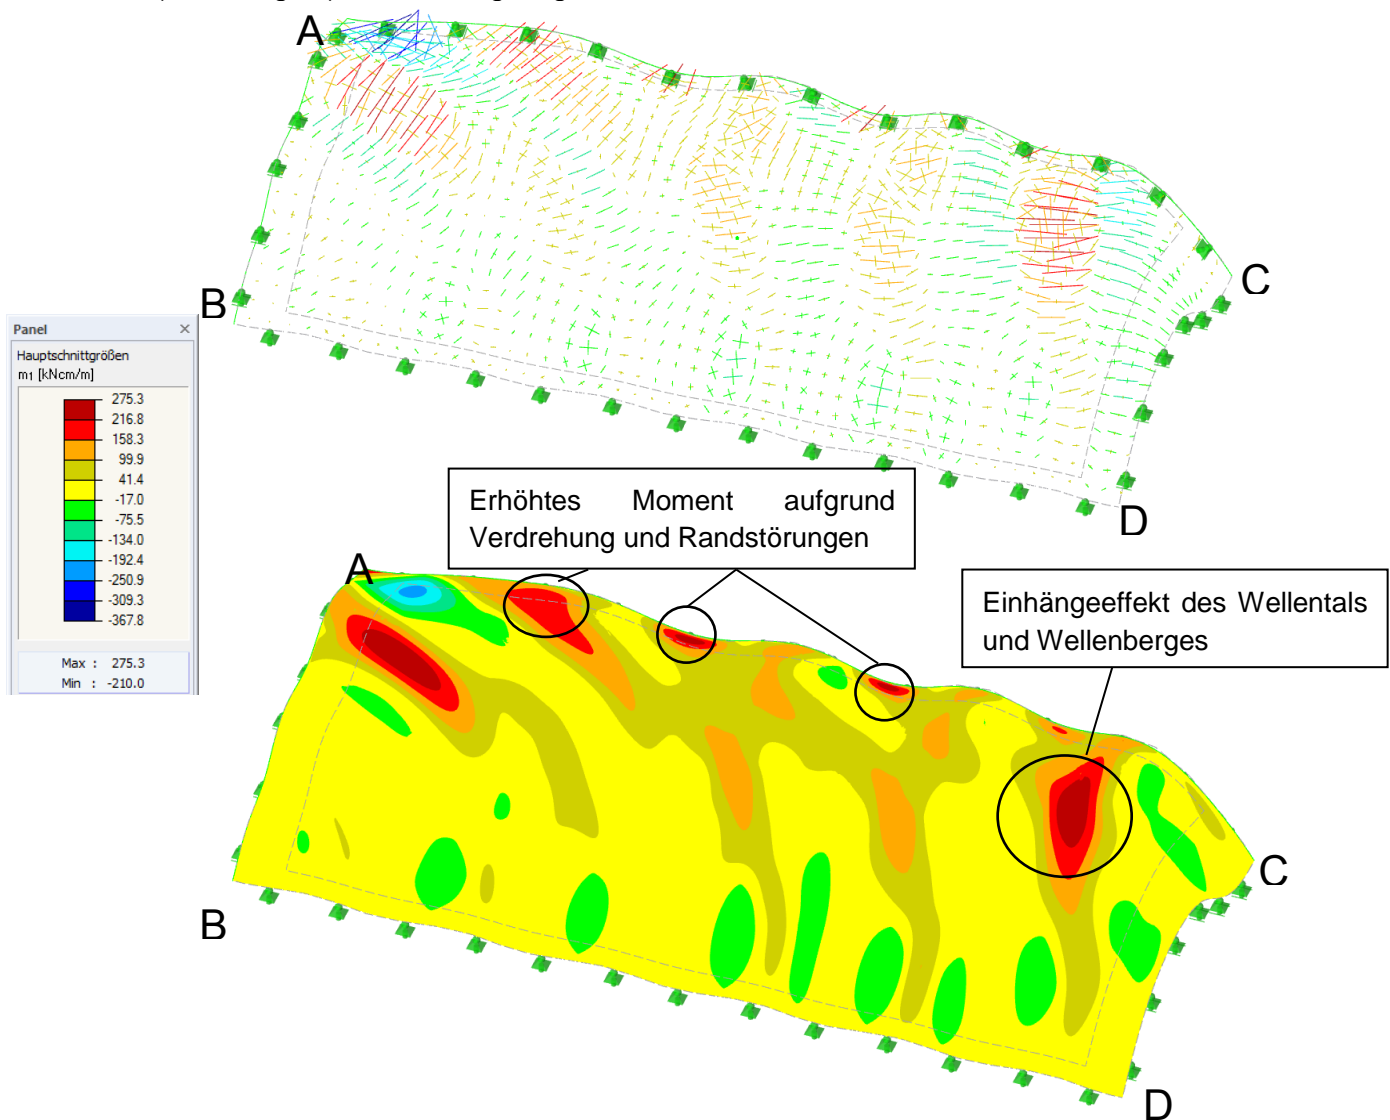 A
B
C
D
Panel
×
Hauptschnittgrößen
m1 [kNcm/m]
275.3
216.8
158.3
99.9
41.4
-17.0
-75.5
-134.0
-192.4
-250.9
-309.3
-367.8
Max : 275.3
Min : -210.0
Erhöhtes Moment aufgrund
Verdrehung und Randstörungen
Einhängeeffekt des Wellentals
und Wellenberges
A
B
C
D